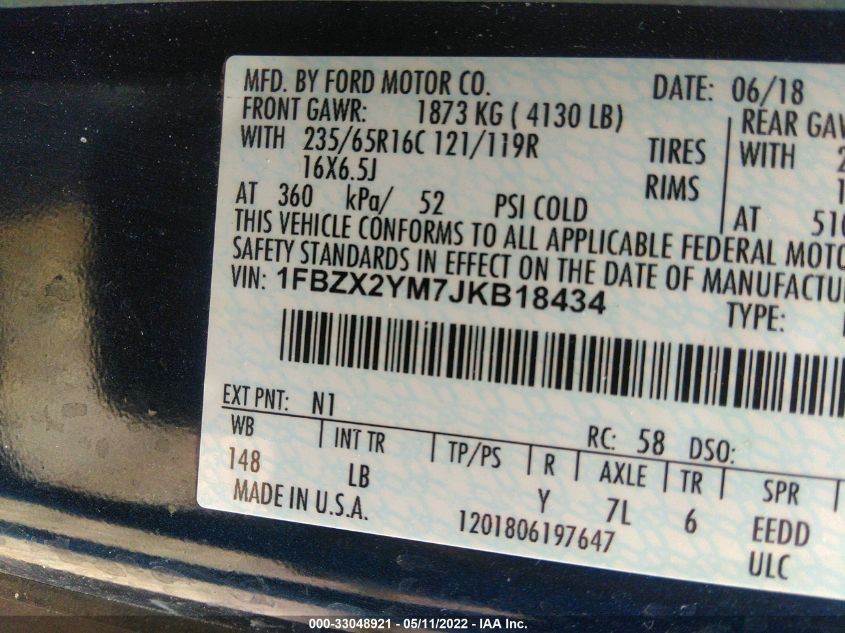 MFD. BY FORD MOTOR CO. DATE: 06/18
FRONT GAWR: 1873 KG ( 4130 LB) REAR
WITH 235/65R16C 121/119R TIRES WITH
16X6.5J RIMS
AT 360 kPa/ 52 PSI COLD AT
THIS VEHICLE CONFORMS TO ALL APPLICABLE FEDERAL
SAFETY STANDARDS IN EFFECT ON THE DATE OF
VIN: 1FBZX2YM7JKB18434 TYPE:
EXT PNT: N1 RC: 58 DSO:
WB INT TR TP/PS R AXLE TR SPR
148 LB Y 7L 6 EEDD
MADE IN U.S.A. 1201806197647 ULC
000-33048921 - 05/11/2022 - IAA Inc.